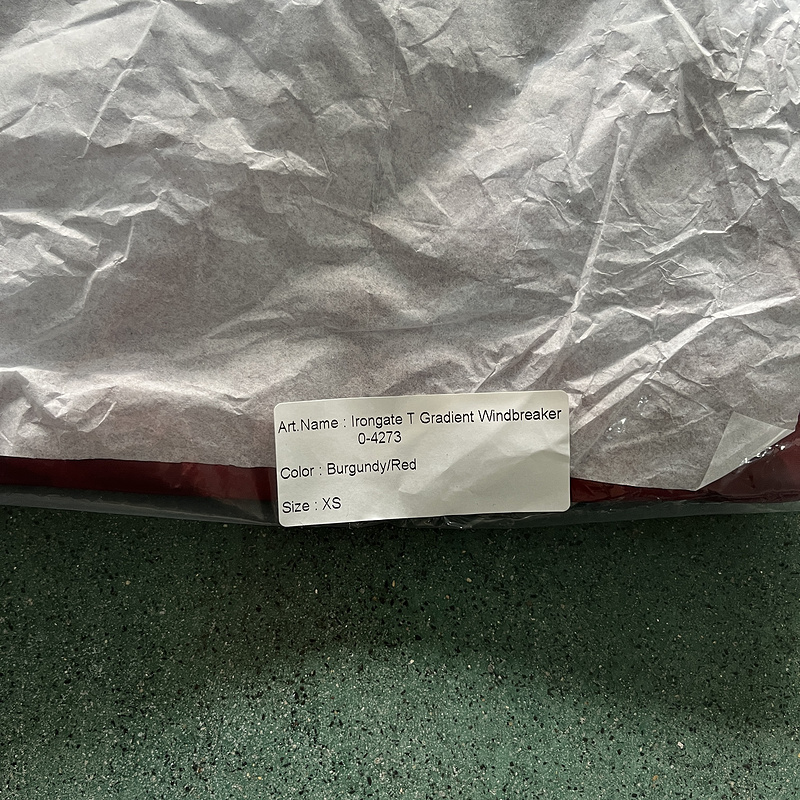 Art.Name : Irongate T Gradient Windbreaker
0-4273
Color : Burgundy/Red
Size : XS